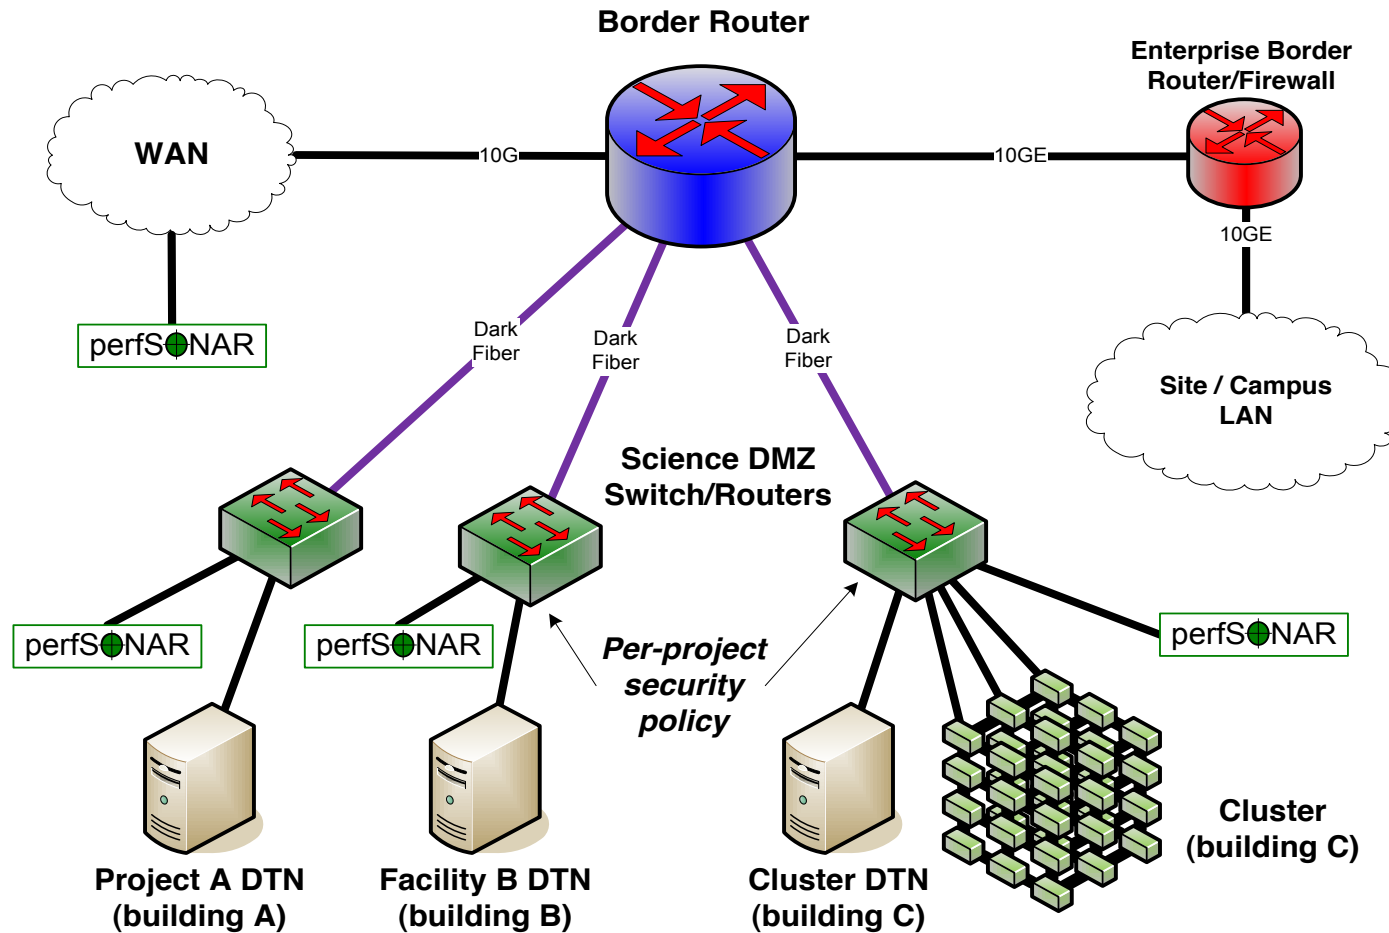 Border Router
Enterprise Border
Router/Firewall
WAN
10G
10GE
10GE
perfSONAR
Dark
Fiber
Dark
Fiber
Dark
Fiber
Site / Campus
LAN
Science DMZ
Switch/Routers
perfSONAR
perfSONAR
perfSONAR
Per-project
security
policy
Cluster
(building C)
Project A DTN
(building A)
Facility B DTN
(building B)
Cluster DTN
(building C)